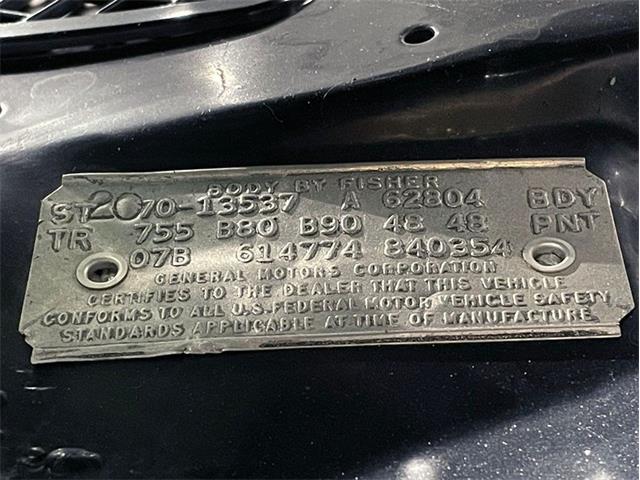 BODY BY FISHER
ST 20 70-13537 A 62804 BDY
TR 755 B80 B90 48 48 PNT
07B 614774 840354
GENERAL MOTORS CORPORATION
CERTIFIES TO THE DEALER THAT THIS VEHICLE
CONFORMS TO ALL U.S. FEDERAL MOTOR VEHICLE SAFETY
STANDARDS APPLICABLE AT TIME OF MANUFACTURE